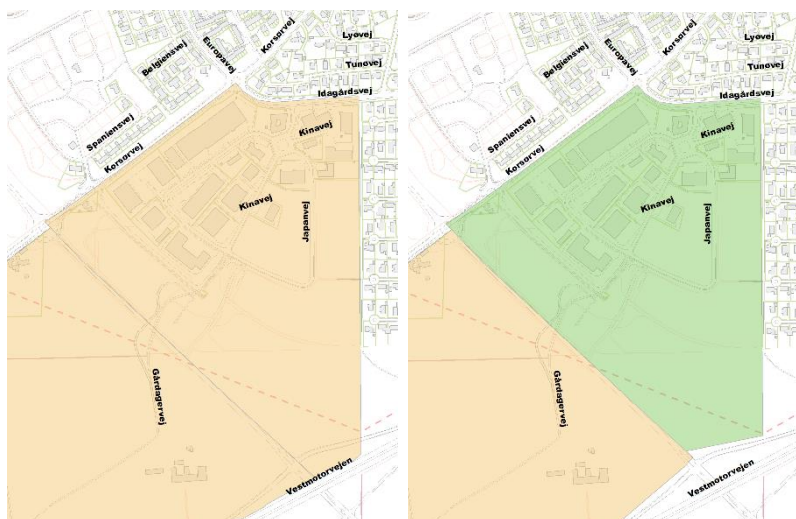 Lyøvej
Korsørvej
Europavej
Tunøvej
Belgiensvej
Idagårdsvej
Spaniensvej
Kinavej
Korsørvej
Kinavej
Japanvej
Gårdagervej
Vestmotorvejen
Lyøvej
Korsørvej
Europavej
Tunøvej
Belgiensvej
Idagårdsvej
Spaniensvej
Kinavej
Korsørvej
Kinavej
Japanvej
Gårdagervej
Vestmotorvejen